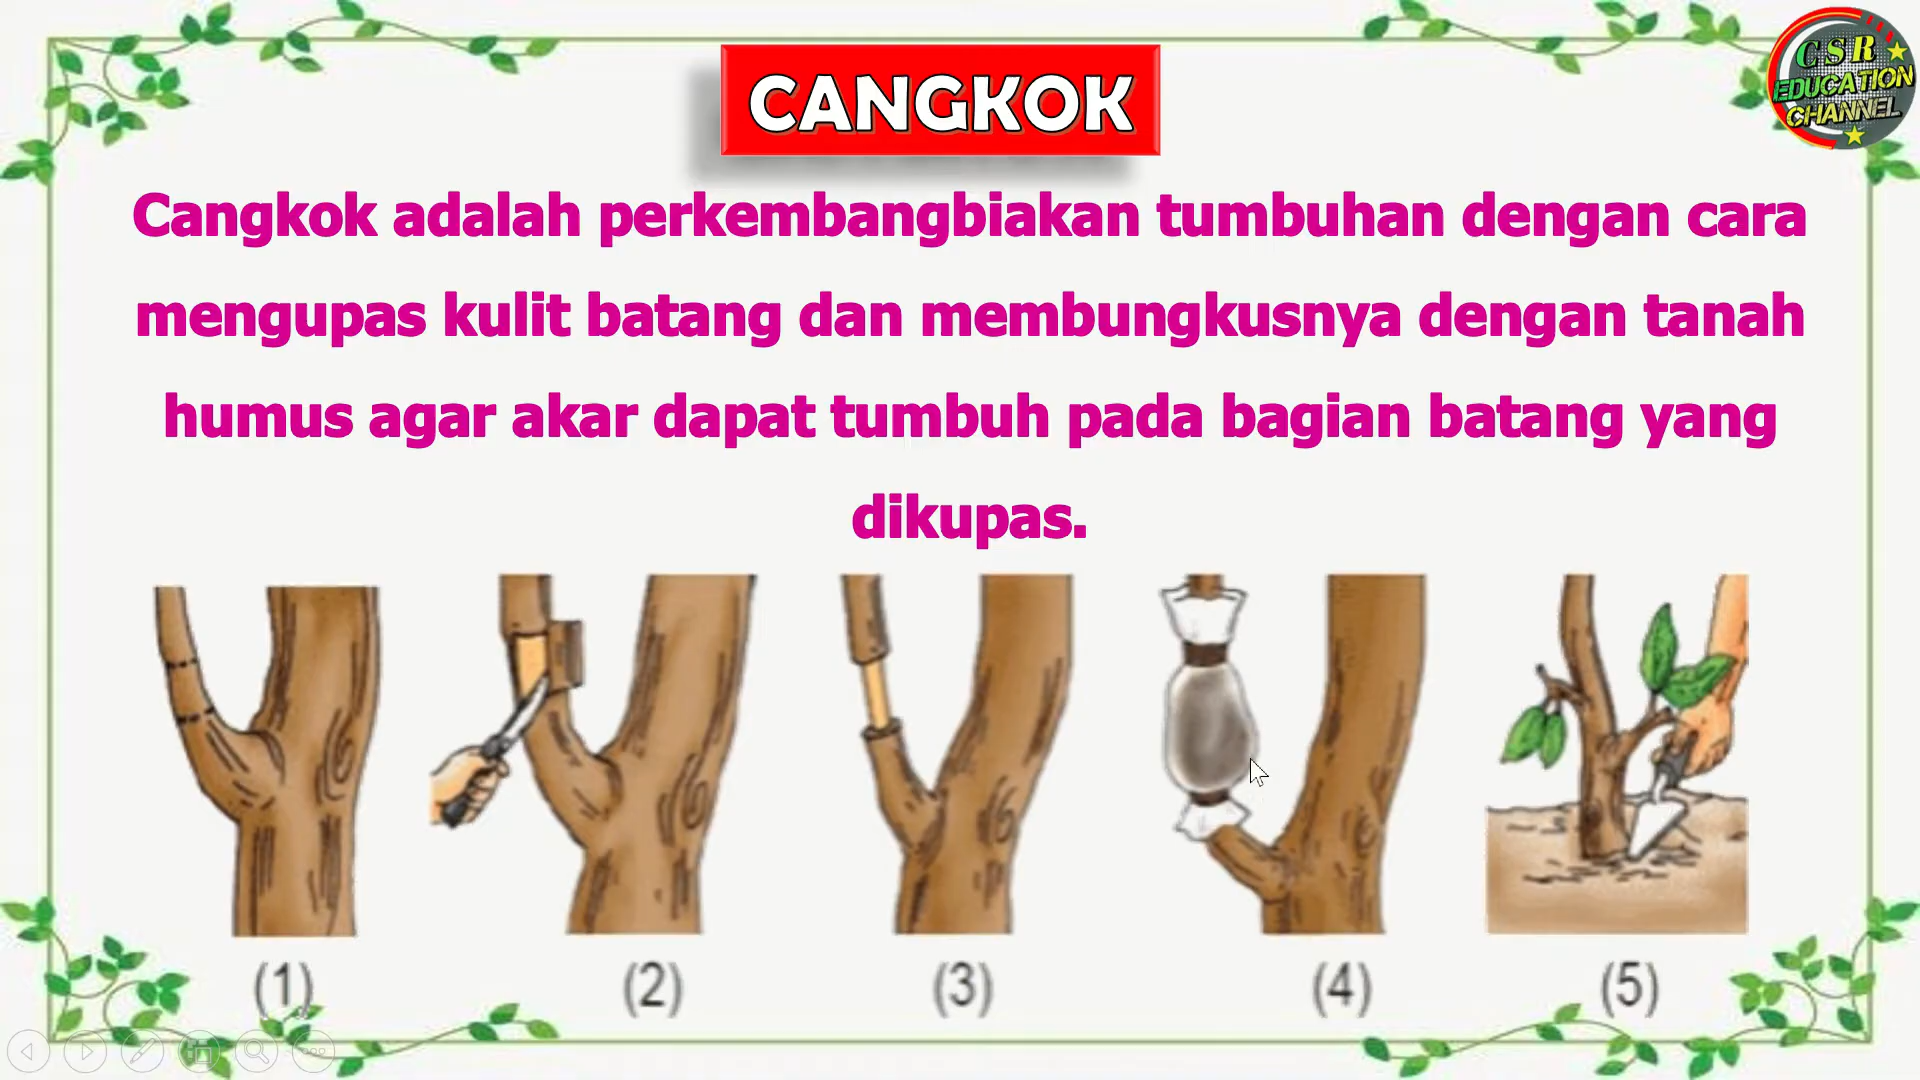 CANGKOK
C S R
EDUCATION
CHANNEL
Cangkok adalah perkembangbiakan tumbuhan dengan cara
mengupas kulit batang dan membungkusnya dengan tanah
humus agar akar dapat tumbuh pada bagian batang yang
dikupas.
(1) (2) (3) (4) (5)